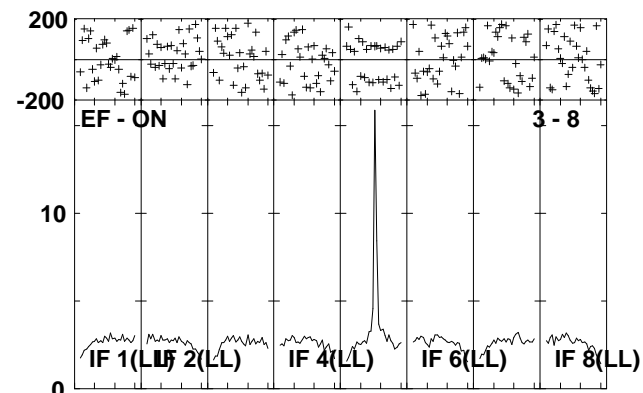 200
-200
EF - ON 3 - 8
10
IF 1(LL) IF 2(LL) IF 4(LL) IF 6(LL) IF 8(LL)
0